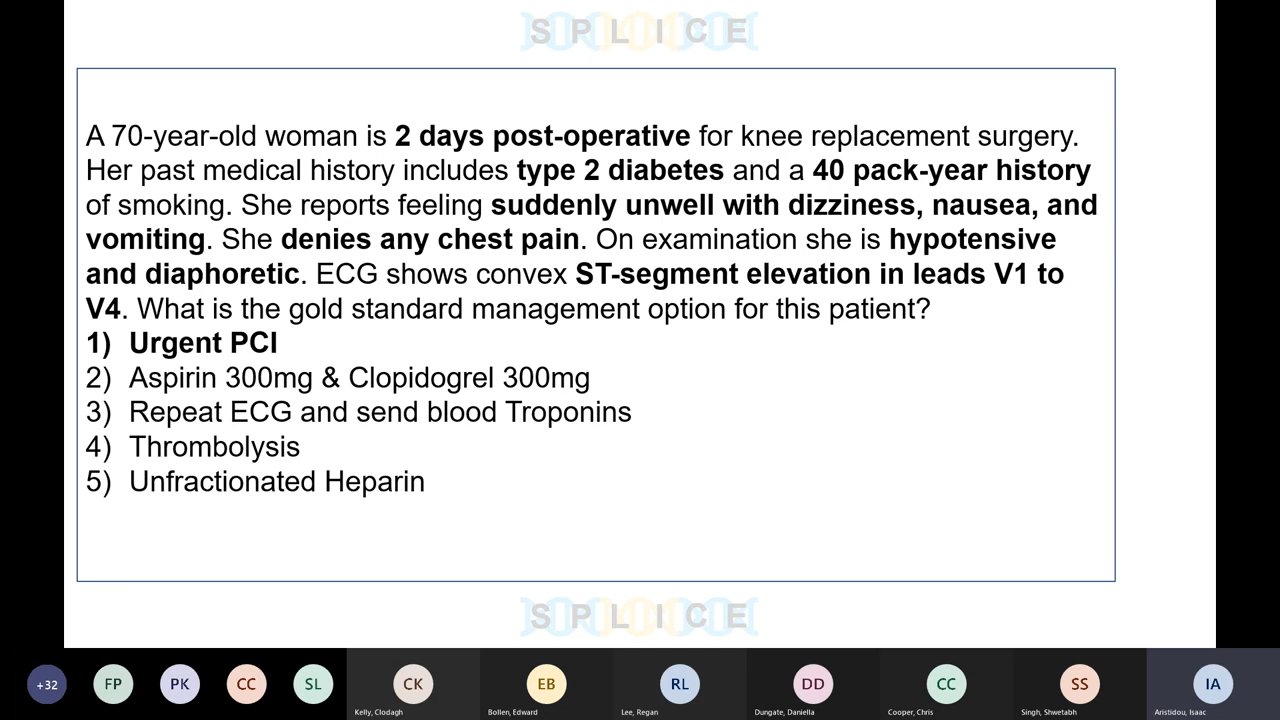 S P L I C E
A 70-year-old woman is 2 days post-operative for knee replacement surgery.
Her past medical history includes type 2 diabetes and a 40 pack-year history
of smoking. She reports feeling suddenly unwell with dizziness, nausea, and
vomiting. She denies any chest pain. On examination she is hypotensive
and diaphoretic. ECG shows convex ST-segment elevation in leads V1 to
V4. What is the gold standard management option for this patient?
1) Urgent PCI
2) Aspirin 300mg & Clopidogrel 300mg
3) Repeat ECG and send blood Troponins
4) Thrombolysis
5) Unfractionated Heparin
S P L I C E
+32 FP PK CC SL CK EB RL DD CC SS IA
Kelly, Clodagh Bollen, Edward Lee, Regan Dungate, Daniella Cooper, Chris Singh, Shwetabh Aristidou, Isaac